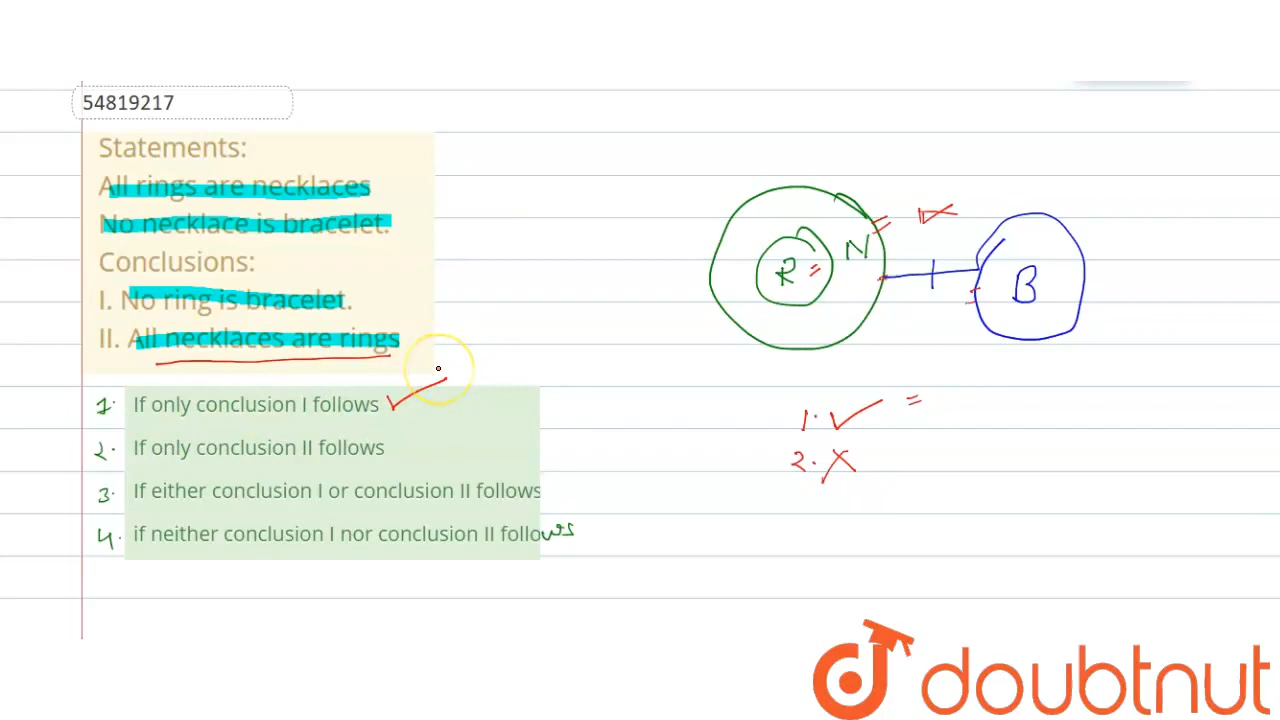 54819217
Statements:
All rings are necklaces
No necklace is bracelet.
Conclusions:
I. No ring is bracelet.
II. All necklaces are rings
1. If only conclusion I follows
2. If only conclusion II follows
3. If either conclusion I or conclusion II follows
4. if neither conclusion I nor conclusion II follows
R
N
B
1.
2.
doubtnut